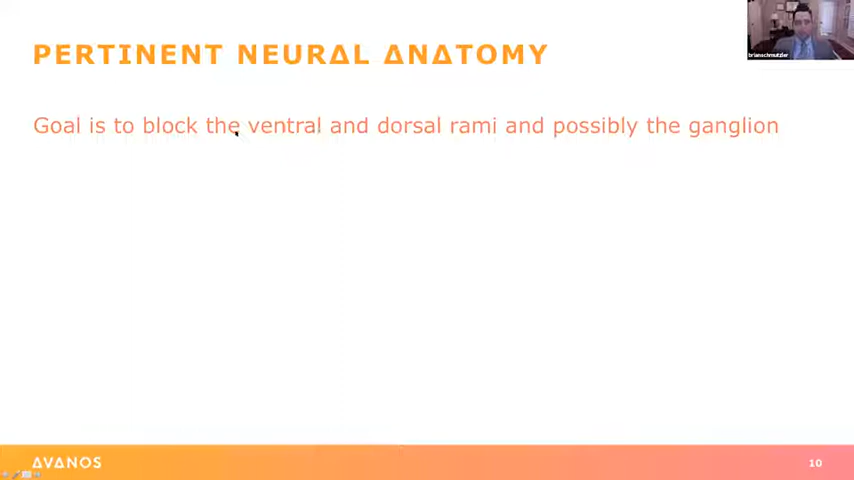 PERTINENT NEURΔL ΔNΔTOMY
brianschmutzler
Goal is to block the ventral and dorsal rami and possibly the ganglion
ΔVΔNOS
10